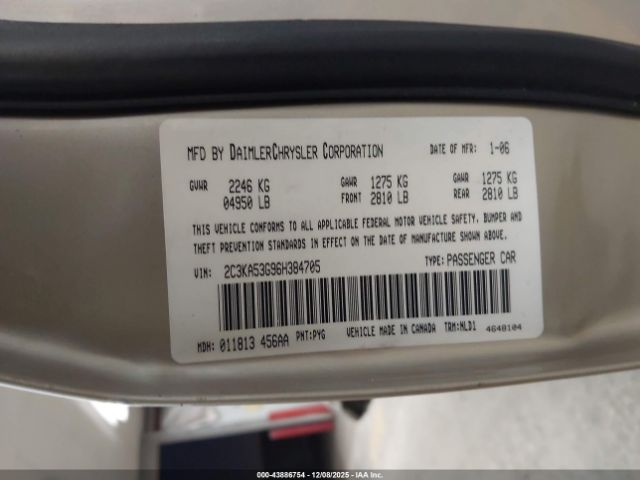 MFD BY DAIMLERCHRYSLER CORPORATION DATE OF MFR: 1-06
GVWR 2246 KG 04950 LB GAWR FRONT 1275 KG 2810 LB GAWR REAR 1275 KG 2810 LB
THIS VEHICLE CONFORMS TO ALL APPLICABLE FEDERAL MOTOR VEHICLE SAFETY, BUMPER AND
THEFT PREVENTION STANDARDS IN EFFECT ON THE DATE OF MANUFACTURE SHOWN ABOVE.
VIN: 2C3KA53G96H384705 TYPE: PASSENGER CAR
MDH: 011813 456AA PNT: PYG VEHICLE MADE IN CANADA TRM: NLD1 4648104
000-43886754 - 12/08/2025 - IAA Inc.